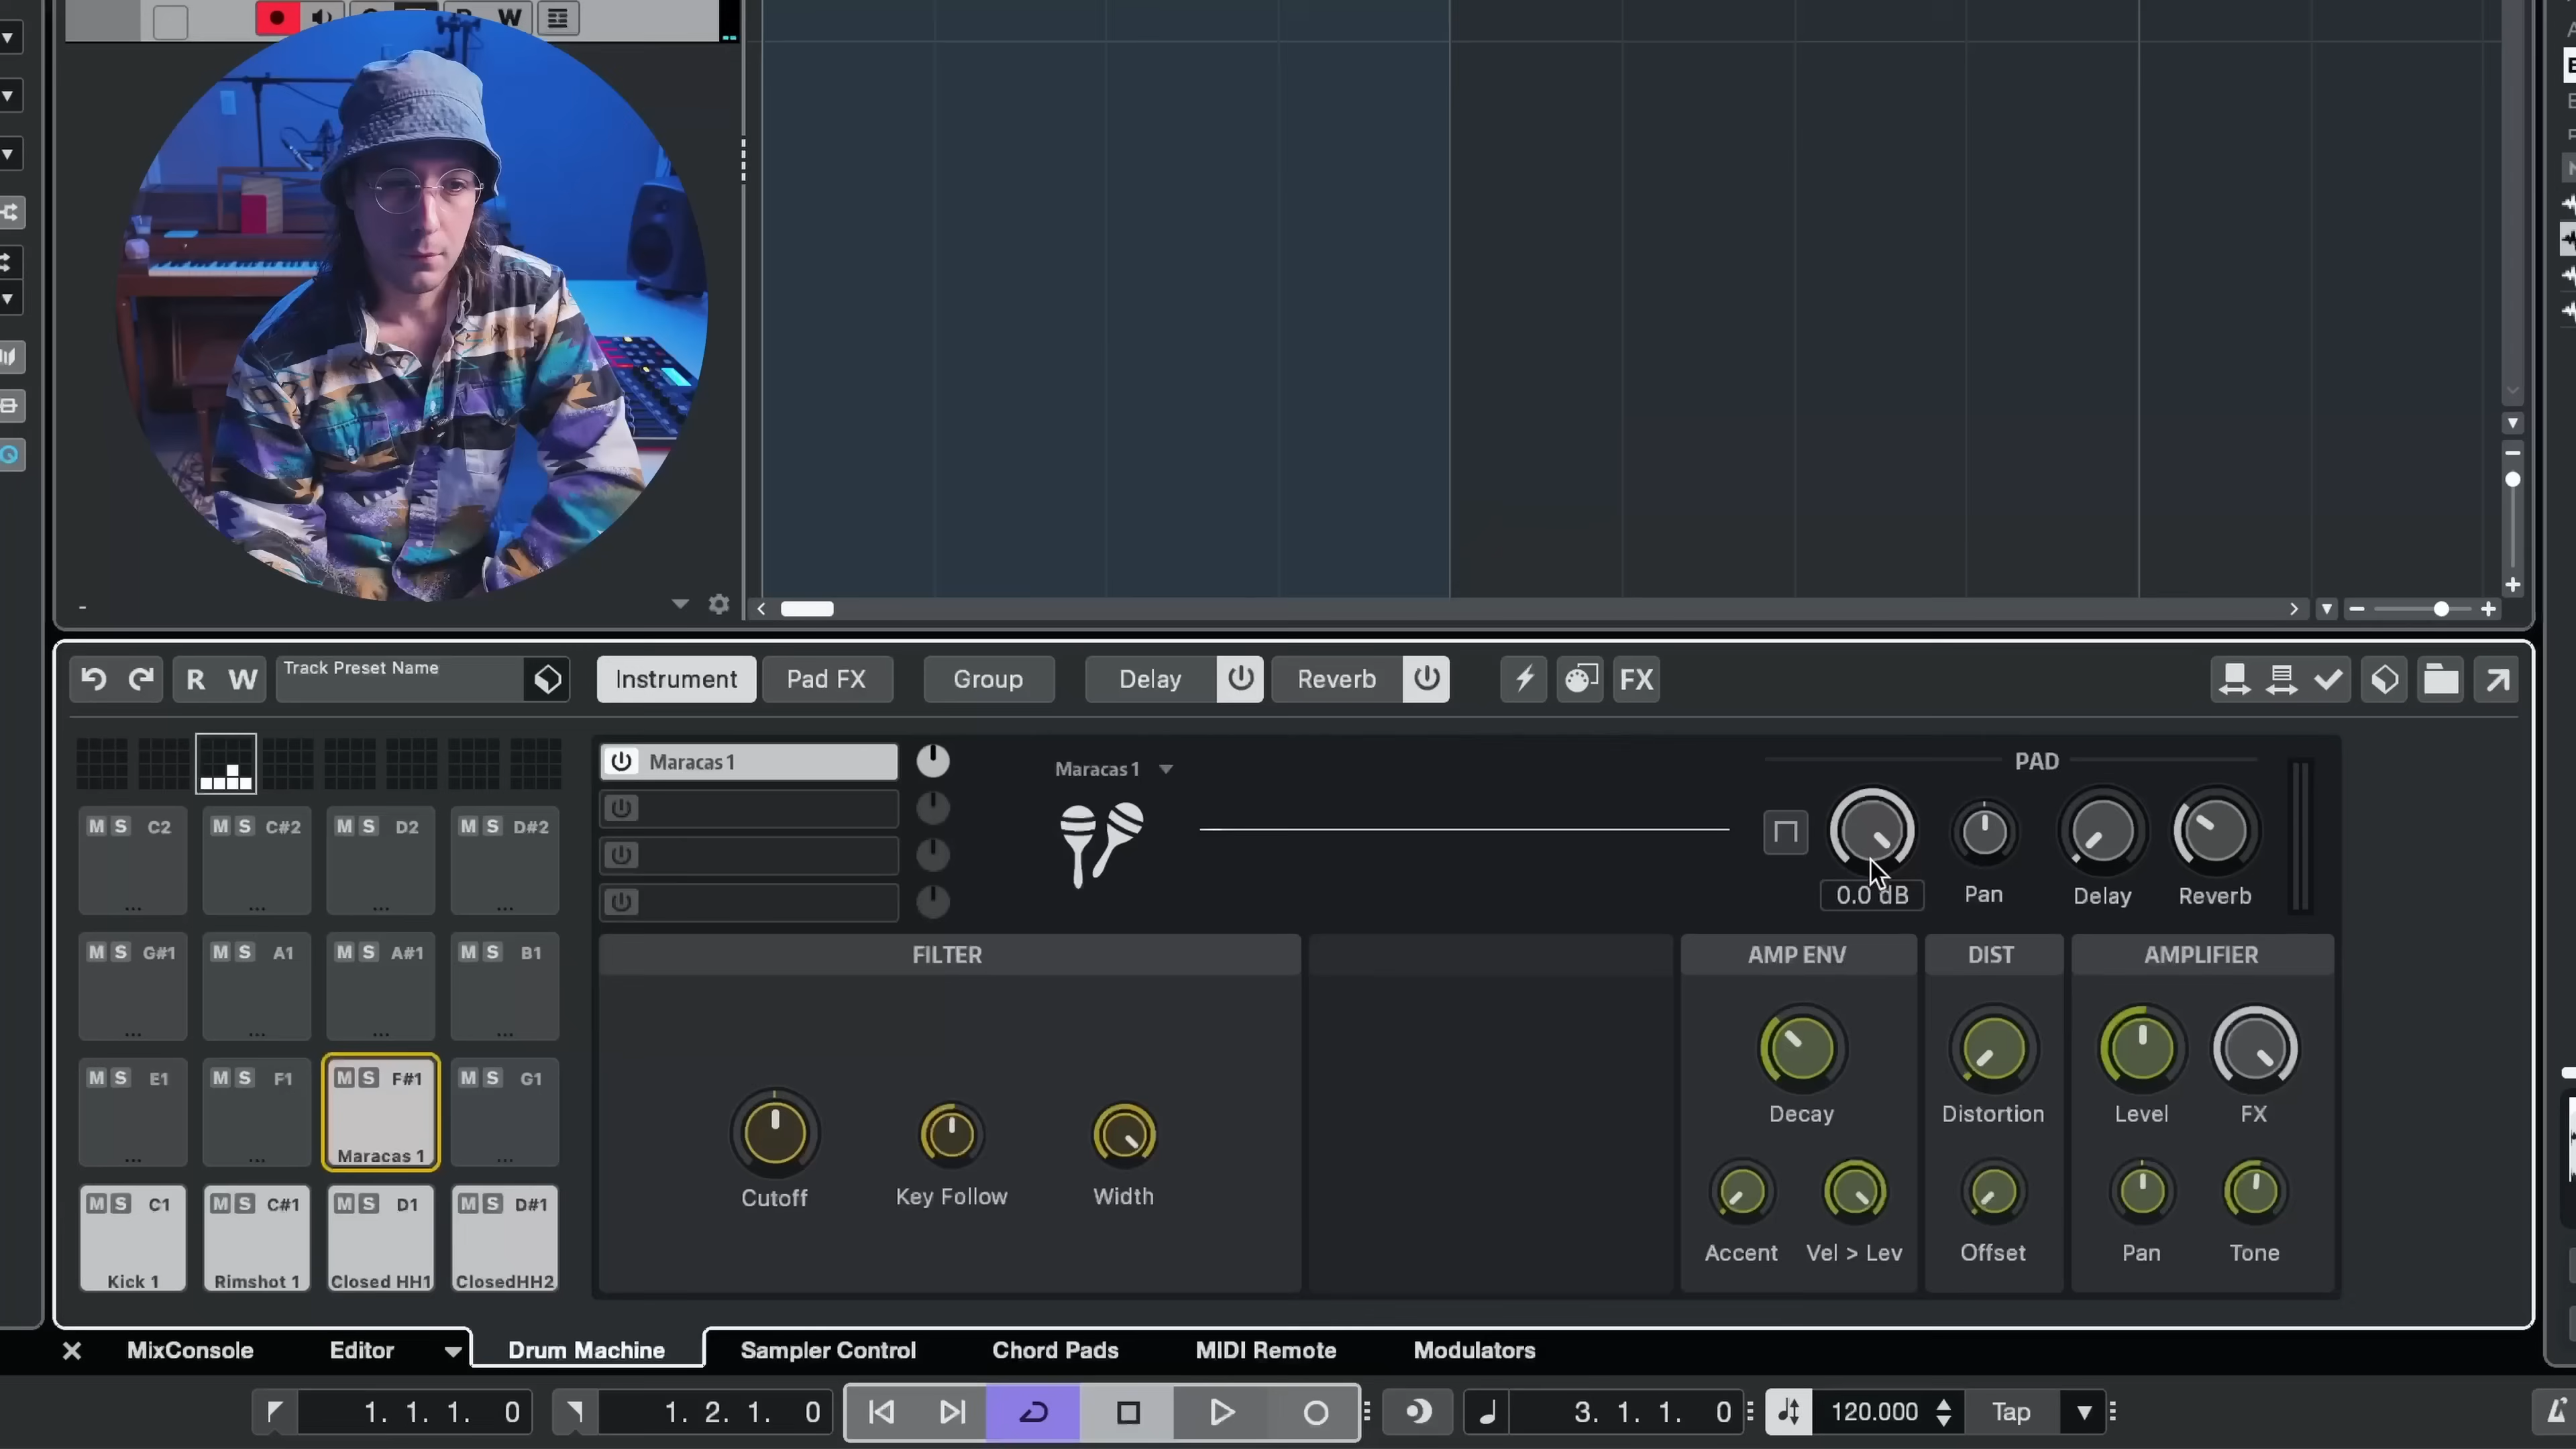 R W
R W
Track Preset Name
Instrument
Pad FX
Group
Delay
Reverb
FX
Maracas 1
Maracas 1
PAD
0.0 dB
Pan
Delay
Reverb
M S C2
M S C#2
M S D2
M S D#2
...
...
...
...
M S G#1
M S A1
M S A#1
M S B1
...
...
...
...
M S E1
M S F1
M S F#1
M S G1
...
...
Maracas 1
...
M S C1
M S C#1
M S D1
M S D#1
Kick 1
Rimshot 1
Closed HH1
ClosedHH2
FILTER
Cutoff
Key Follow
Width
AMP ENV
Decay
Accent
Vel > Lev
DIST
Distortion
Offset
AMPLIFIER
Level
FX
Pan
Tone
MixConsole
Editor
Drum Machine
Sampler Control
Chord Pads
MIDI Remote
Modulators
1. 1. 1. 0
1. 2. 1. 0
3. 1. 1. 0
120.000
Tap